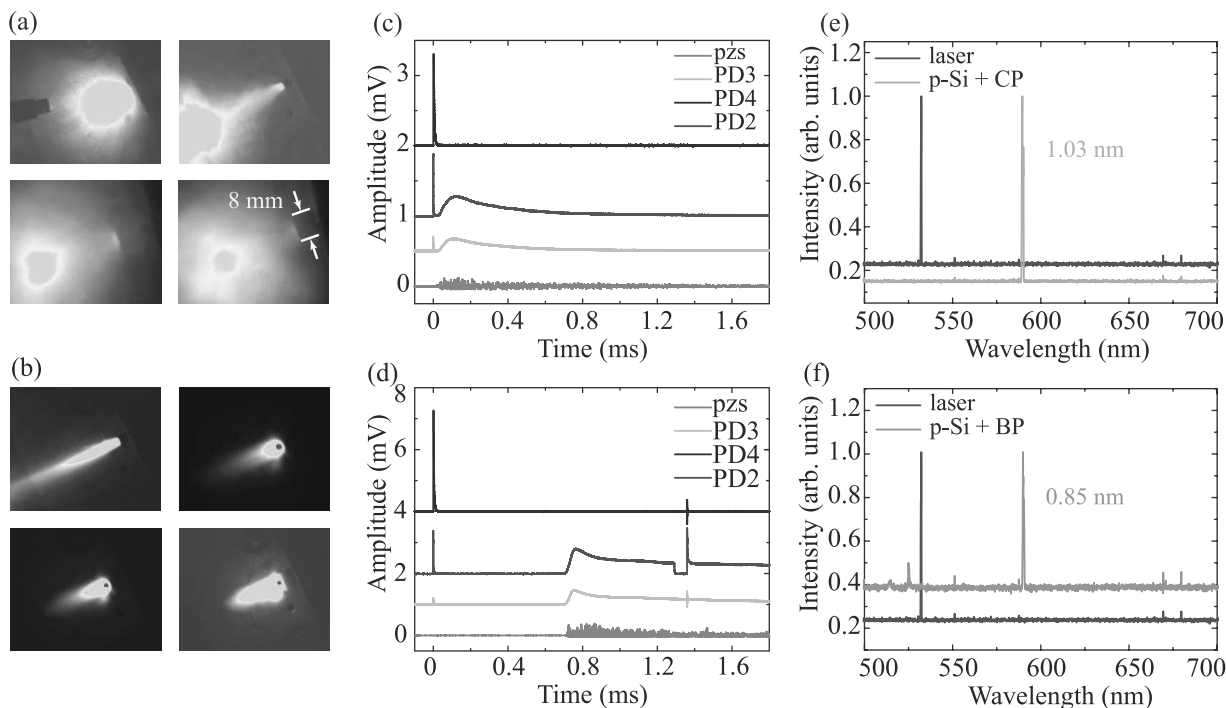 (a)
8 mm
(b)
(c)
Amplitude (mV)
3
2
1
0
pzs
PD3
PD4
PD2
0 0.4 0.8 1.2 1.6
Time (ms)
(d)
Amplitude (mV)
8
6
4
2
0
pzs
PD3
PD4
PD2
0 0.4 0.8 1.2 1.6
Time (ms)
(e)
Intensity (arb. units)
1.2
1.0
0.8
0.6
0.4
0.2
laser
p-Si + CP
1.03 nm
500 550 600 650 700
Wavelength (nm)
(f)
Intensity (arb. units)
1.2
1.0
0.8
0.6
0.4
0.2
laser
p-Si + BP
0.85 nm
500 550 600 650 700
Wavelength (nm)